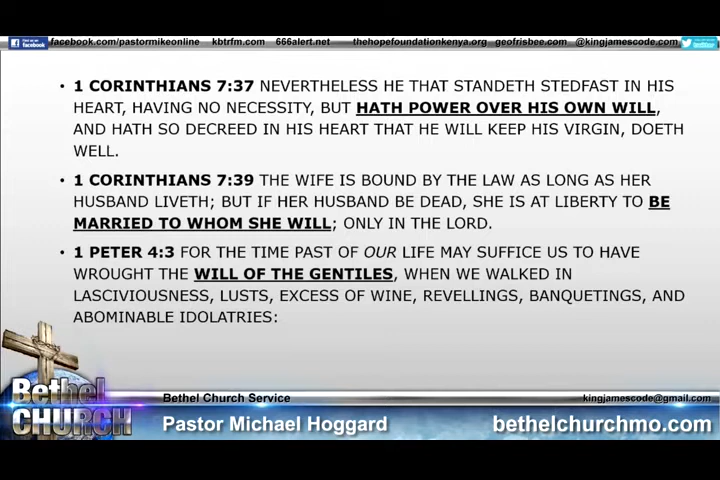 facebook.com/pastormikeonline kbtrfm.com 666alert.net thehopefoundationkenya.org geofrisbee.com @kingjamescode.com
• 1 CORINTHIANS 7:37 NEVERTHELESS HE THAT STANDETH STEDFAST IN HIS
HEART, HAVING NO NECESSITY, BUT HATH POWER OVER HIS OWN WILL,
AND HATH SO DECREED IN HIS HEART THAT HE WILL KEEP HIS VIRGIN, DOETH
WELL.
• 1 CORINTHIANS 7:39 THE WIFE IS BOUND BY THE LAW AS LONG AS HER
HUSBAND LIVETH; BUT IF HER HUSBAND BE DEAD, SHE IS AT LIBERTY TO BE
MARRIED TO WHOM SHE WILL; ONLY IN THE LORD.
• 1 PETER 4:3 FOR THE TIME PAST OF OUR LIFE MAY SUFFICE US TO HAVE
WROUGHT THE WILL OF THE GENTILES, WHEN WE WALKED IN
LASCIVIOUSNESS, LUSTS, EXCESS OF WINE, REVELLINGS, BANQUETINGS, AND
ABOMINABLE IDOLATRIES:
Bethel
CHURCH
Bethel Church Service kingjamescode@gmail.com
Pastor Michael Hoggard bethelchurchmo.com